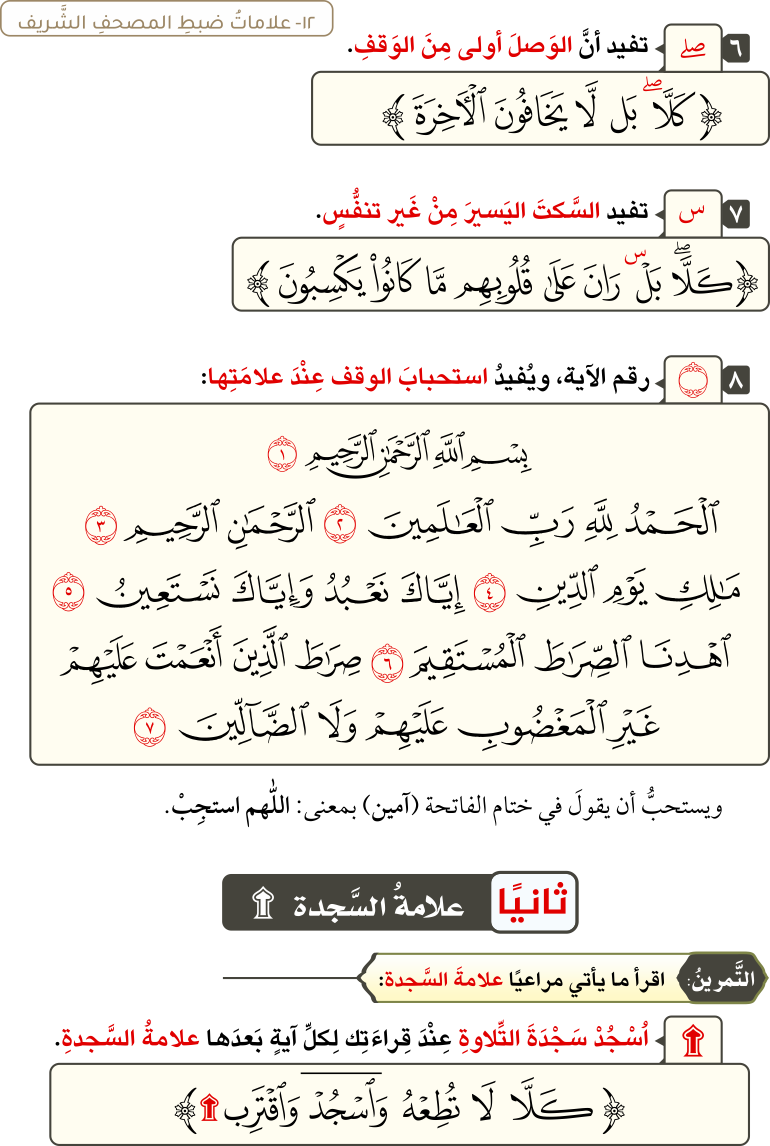 ١٢- علاماتُ ضبطِ المصحفِ الشَّريف
٦ صلے تفيد أنَّ الوَصلَ أولى مِنَ الوَقفِ.
﴿ كَلَّاۖ بَل لَّا يَخَافُونَ ٱلْأٓخِرَةَ ﴾
٧ س تفيد السَّكتَ اليَسيرَ مِنْ غَير تنفُّسٍ.
﴿ كَلَّاۖ بَلْۜ رَانَ عَلَىٰ قُلُوبِهِم مَّا كَانُوا۟ يَكْسِبُونَ ﴾
٨ رقم الآية، ويُفيدُ استحبابَ الوقف عِنْدَ علامَتِها:
بِسْمِ ٱللَّهِ ٱلرَّحْمَٰنِ ٱلرَّحِيمِ ١
ٱلْحَمْدُ لِلَّهِ رَبِّ ٱلْعَٰلَمِينَ ٢ ٱلرَّحْمَٰنِ ٱلرَّحِيمِ ٣
مَٰلِكِ يَوْمِ ٱلدِّينِ ٤ إِيَّاكَ نَعْبُدُ وَإِيَّاكَ نَسْتَعِينُ ٥
ٱهْدِنَا ٱلصِّرَٰطَ ٱلْمُسْتَقِيمَ ٦ صِرَٰطَ ٱلَّذِينَ أَنْعَمْتَ عَلَيْهِمْ
غَيْرِ ٱلْمَغْضُوبِ عَلَيْهِمْ وَلَا ٱلضَّآلِّينَ ٧
ويستحبُّ أن يقولَ في ختام الفاتحة (آمين) بمعنى: اللّٰهم استجِبْ.
ثانيًا علامةُ السَّجدة ۩
التَّمرينُ: اقرأ ما يأتي مراعيًا علامةَ السَّجدة:
۩ اُسْجُدْ سَجْدَةَ التِّلاوةِ عِنْدَ قِراءَتِك لِكلِّ آيةٍ بَعدَها علامةُ السَّجدةِ.
﴿ كَلَّا لَا تُطِعْهُ وَٱسْجُدْ وَٱقْتَرِب ۩ ﴾